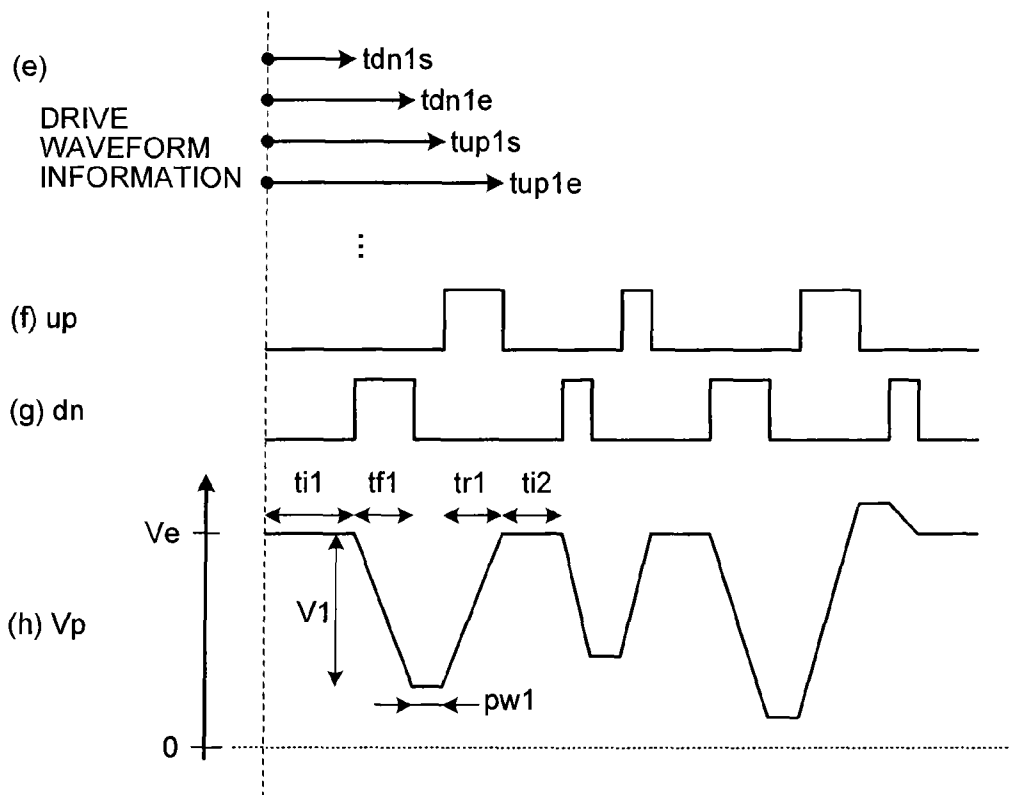 (e)
DRIVE
WAVEFORM
INFORMATION
tdn1s
tdn1e
tup1s
tup1e
⋮
(f) up
(g) dn
ti1 tf1 tr1 ti2
Ve
V1
(h) Vp
pw1
0